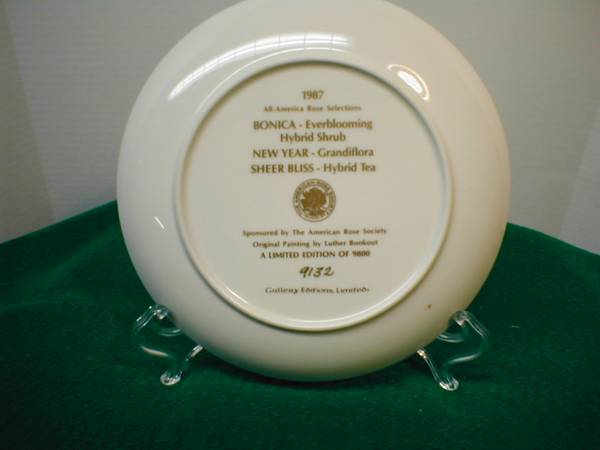 1987
All-America Rose Selections
BONICA - Everblooming
Hybrid Shrub
NEW YEAR - Grandiflora
SHEER BLISS - Hybrid Tea
Sponsored by The American Rose Society
Original Painting by Luther Bookout
A LIMITED EDITION OF 9800
9132
Gallery Editions, Limited